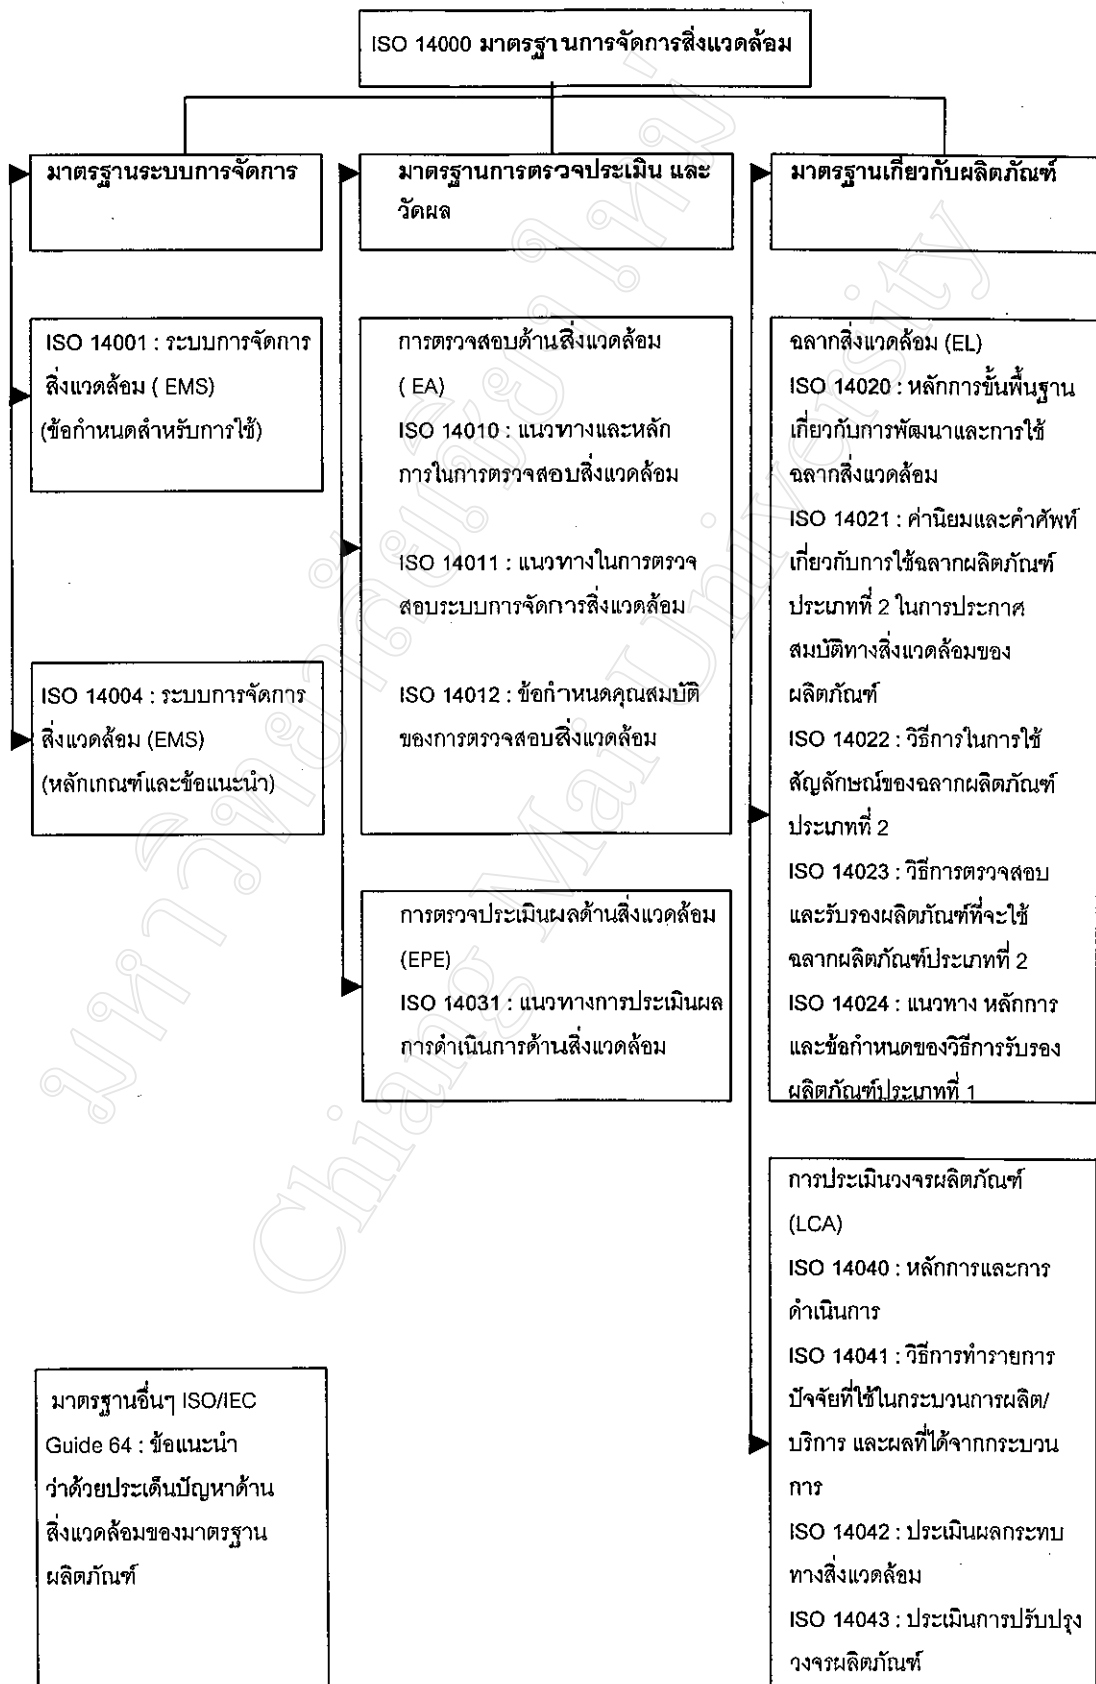 ISO 14000 มาตรฐานการจัดการสิ่งแวดล้อม
มาตรฐานระบบการจัดการ
ISO 14001 : ระบบการจัดการ
สิ่งแวดล้อม ( EMS)
(ข้อกำหนดสำหรับการใช้)
ISO 14004 : ระบบการจัดการ
สิ่งแวดล้อม (EMS)
(หลักเกณฑ์และข้อแนะนำ)
มาตรฐานการตรวจประเมิน และ
วัดผล
การตรวจสอบด้านสิ่งแวดล้อม
( EA)
ISO 14010 : แนวทางและหลัก
การในการตรวจสอบสิ่งแวดล้อม
ISO 14011 : แนวทางในการตรวจ
สอบระบบการจัดการสิ่งแวดล้อม
ISO 14012 : ข้อกำหนดคุณสมบัติ
ของการตรวจสอบสิ่งแวดล้อม
การตรวจประเมินผลด้านสิ่งแวดล้อม
(EPE)
ISO 14031 : แนวทางการประเมินผล
การดำเนินการด้านสิ่งแวดล้อม
มาตรฐานเกี่ยวกับผลิตภัณฑ์
ฉลากสิ่งแวดล้อม (EL)
ISO 14020 : หลักการขั้นพื้นฐาน
เกี่ยวกับการพัฒนาและการใช้
ฉลากสิ่งแวดล้อม
ISO 14021 : ค่านิยมและคำศัพท์
เกี่ยวกับการใช้ฉลากผลิตภัณฑ์
ประเภทที่ 2 ในการประกาศ
สมบัติทางสิ่งแวดล้อมของ
ผลิตภัณฑ์
ISO 14022 : วิธีการในการใช้
สัญลักษณ์ของฉลากผลิตภัณฑ์
ประเภทที่ 2
ISO 14023 : วิธีการตรวจสอบ
และรับรองผลิตภัณฑ์ที่จะใช้
ฉลากผลิตภัณฑ์ประเภทที่ 2
ISO 14024 : แนวทาง หลักการ
และข้อกำหนดของวิธีการรับรอง
ผลิตภัณฑ์ประเภทที่ 1
การประเมินวงจรผลิตภัณฑ์
(LCA)
ISO 14040 : หลักการและการ
ดำเนินการ
ISO 14041 : วิธีการทำรายการ
ปัจจัยที่ใช้ในกระบวนการผลิต/
บริการ และผลที่ได้จากกระบวน
การ
ISO 14042 : ประเมินผลกระทบ
ทางสิ่งแวดล้อม
ISO 14043 : ประเมินการปรับปรุง
วงจรผลิตภัณฑ์
มาตรฐานอื่นๆ ISO/IEC
Guide 64 : ข้อแนะนำ
ว่าด้วยประเด็นปัญหาด้าน
สิ่งแวดล้อมของมาตรฐาน
ผลิตภัณฑ์
มหาวิทยาลัยเชียงใหม่
Chiang Mai University